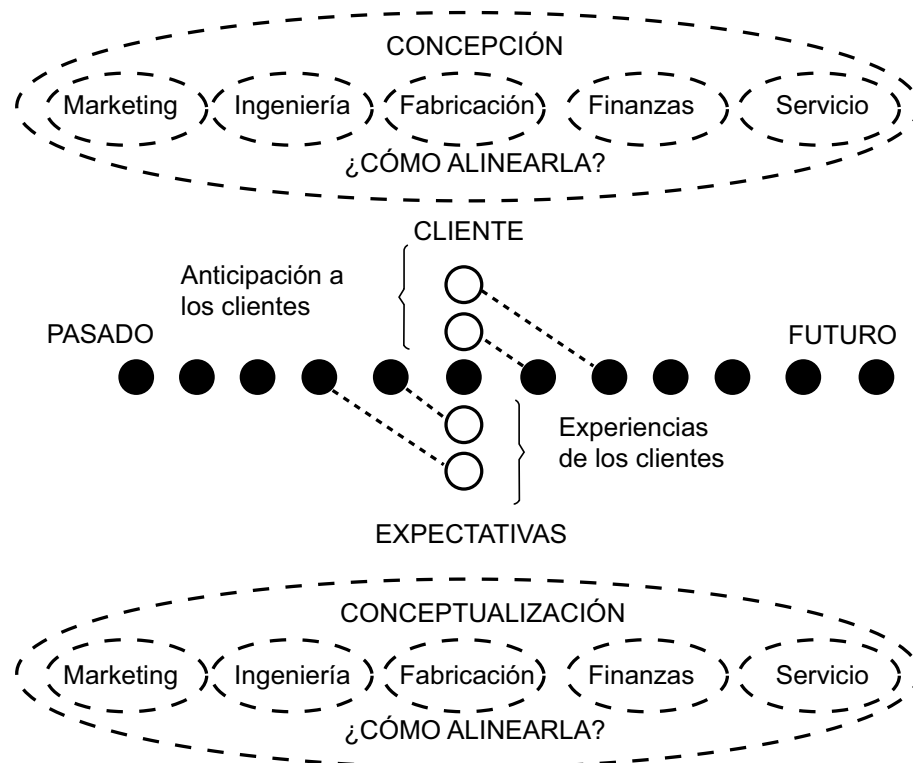 CONCEPCIÓN
Marketing Ingeniería Fabricación Finanzas Servicio
¿CÓMO ALINEARLA?
CLIENTE
Anticipación a
los clientes
PASADO
FUTURO
Experiencias
de los clientes
EXPECTATIVAS
CONCEPTUALIZACIÓN
Marketing Ingeniería Fabricación Finanzas Servicio
¿CÓMO ALINEARLA?